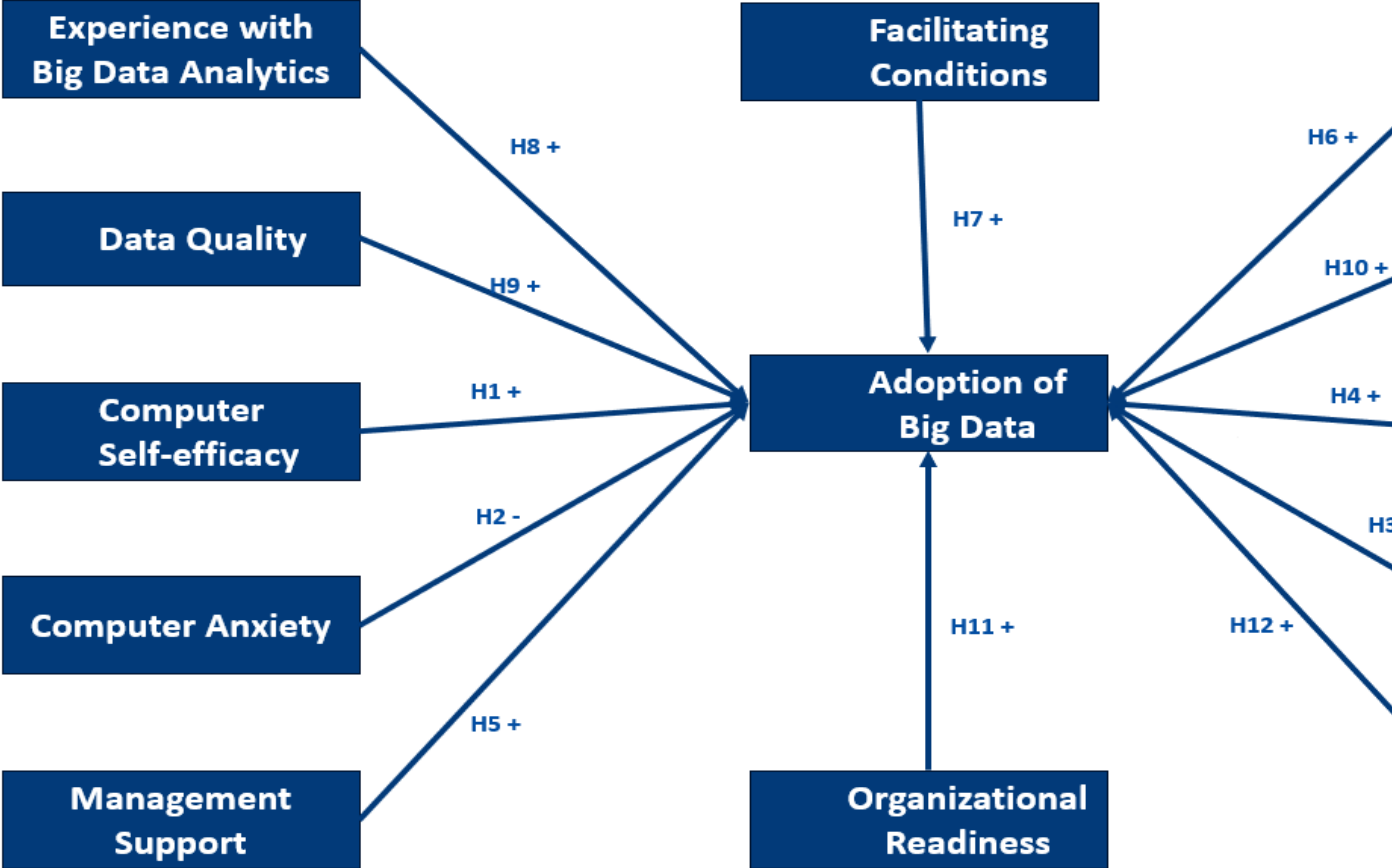 Experience with
Big Data Analytics
Facilitating
Conditions
H8 +
H6 +
Data Quality
H7 +
H9 +
H10 +
Computer
Self-efficacy
H1 +
Adoption of
Big Data
H4 +
H2 -
H3
Computer Anxiety
H11 +
H12 +
H5 +
Management
Support
Organizational
Readiness